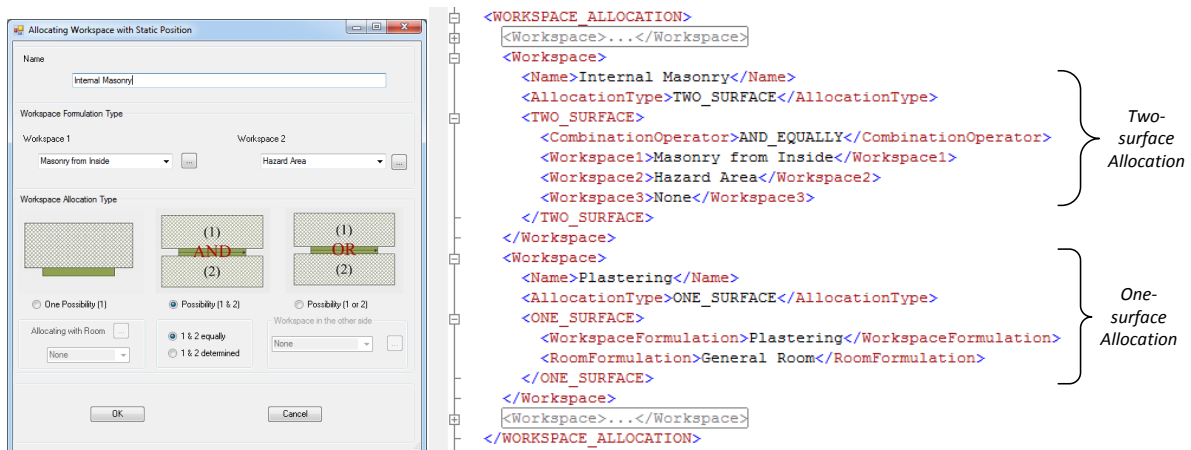 Allocating Workspace with Static Position
Name
Internal Masonry
Workspace Formulation Type
Workspace 1
Workspace 2
Masonry from Inside
...
Hazard Area
...
Workspace Allocation Type
(1)
AND
(2)
(1)
OR
(2)
One Possibility (1)
Possibility (1 & 2)
Possibility (1 or 2)
Allocating with Room
...
None
1 & 2 equally
1 & 2 determined
Workspace in the other side
None
...
OK
Cancel
<WORKSPACE_ALLOCATION>
<Workspace>...</Workspace>
<Workspace>
<Name>Internal Masonry</Name>
<AllocationType>TWO_SURFACE</AllocationType>
<TWO_SURFACE>
<CombinationOperator>AND_EQUALLY</CombinationOperator>
<Workspace1>Masonry from Inside</Workspace1>
<Workspace2>Hazard Area</Workspace2>
<Workspace3>None</Workspace3>
</TWO_SURFACE>
</Workspace>
<Workspace>
<Name>Plastering</Name>
<AllocationType>ONE_SURFACE</AllocationType>
<ONE_SURFACE>
<WorkspaceFormulation>Plastering</WorkspaceFormulation>
<RoomFormulation>General Room</RoomFormulation>
</ONE_SURFACE>
</Workspace>
<Workspace>...</Workspace>
</WORKSPACE_ALLOCATION>
Two-
surface
Allocation
One-
surface
Allocation